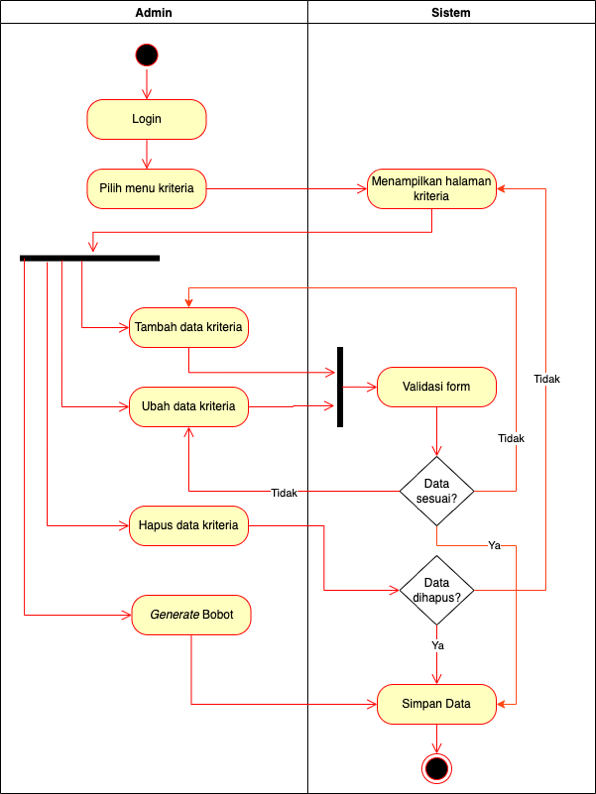 Admin
Sistem
Login
Pilih menu kriteria
Menampilkan halaman
kriteria
Tambah data kriteria
Tidak
Validasi form
Ubah data kriteria
Tidak
Data
sesuai?
Tidak
Hapus data kriteria
Ya
Data
dihapus?
Generate Bobot
Ya
Simpan Data